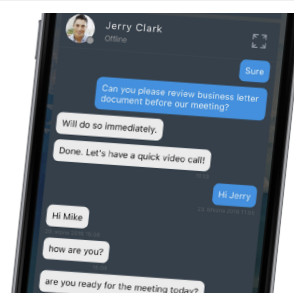 Jerry Clark
Offline
Sure
Can you please review business letter
document before our meeting?
Will do so immediately.
Done. Let's have a quick video call!
Hi Jerry
Hi Mike
how are you?
are you ready for the meeting today?